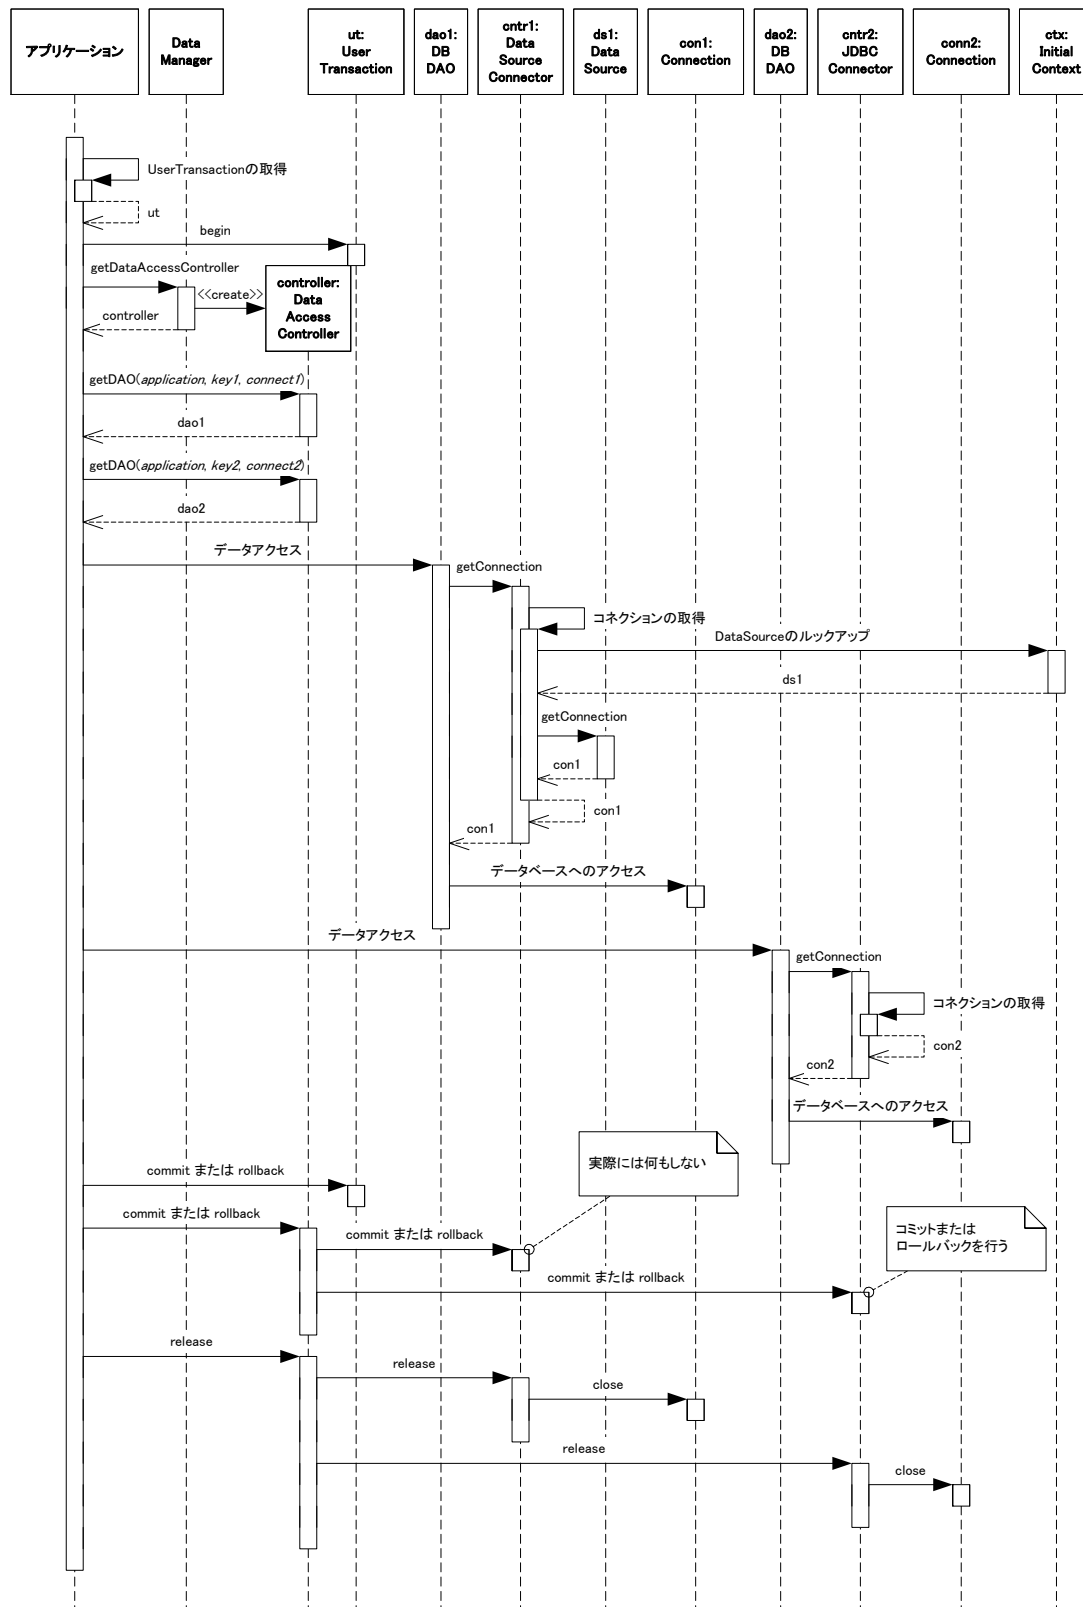 アプリケーション
Data
Manager
ut:
User
Transaction
dao1:
DB
DAO
cntr1:
Data
Source
Connector
ds1:
Data
Source
con1:
Connection
dao2:
DB
DAO
cntr2:
JDBC
Connector
conn2:
Connection
ctx:
Initial
Context
UserTransactionの取得
ut
begin
getDataAccessController
<<create>>
controller:
Data
Access
Controller
controller
getDAO(application, key1, connect1)
dao1
getDAO(application, key2, connect2)
dao2
データアクセス
getConnection
コネクションの取得
DataSourceのルックアップ
ds1
getConnection
con1
con1
con1
データベースへのアクセス
データアクセス
getConnection
コネクションの取得
con2
con2
データベースへのアクセス
実際には何もしない
commit または rollback
commit または rollback
commit または rollback
コミットまたは
ロールバックを行う
commit または rollback
release
release
close
release
close